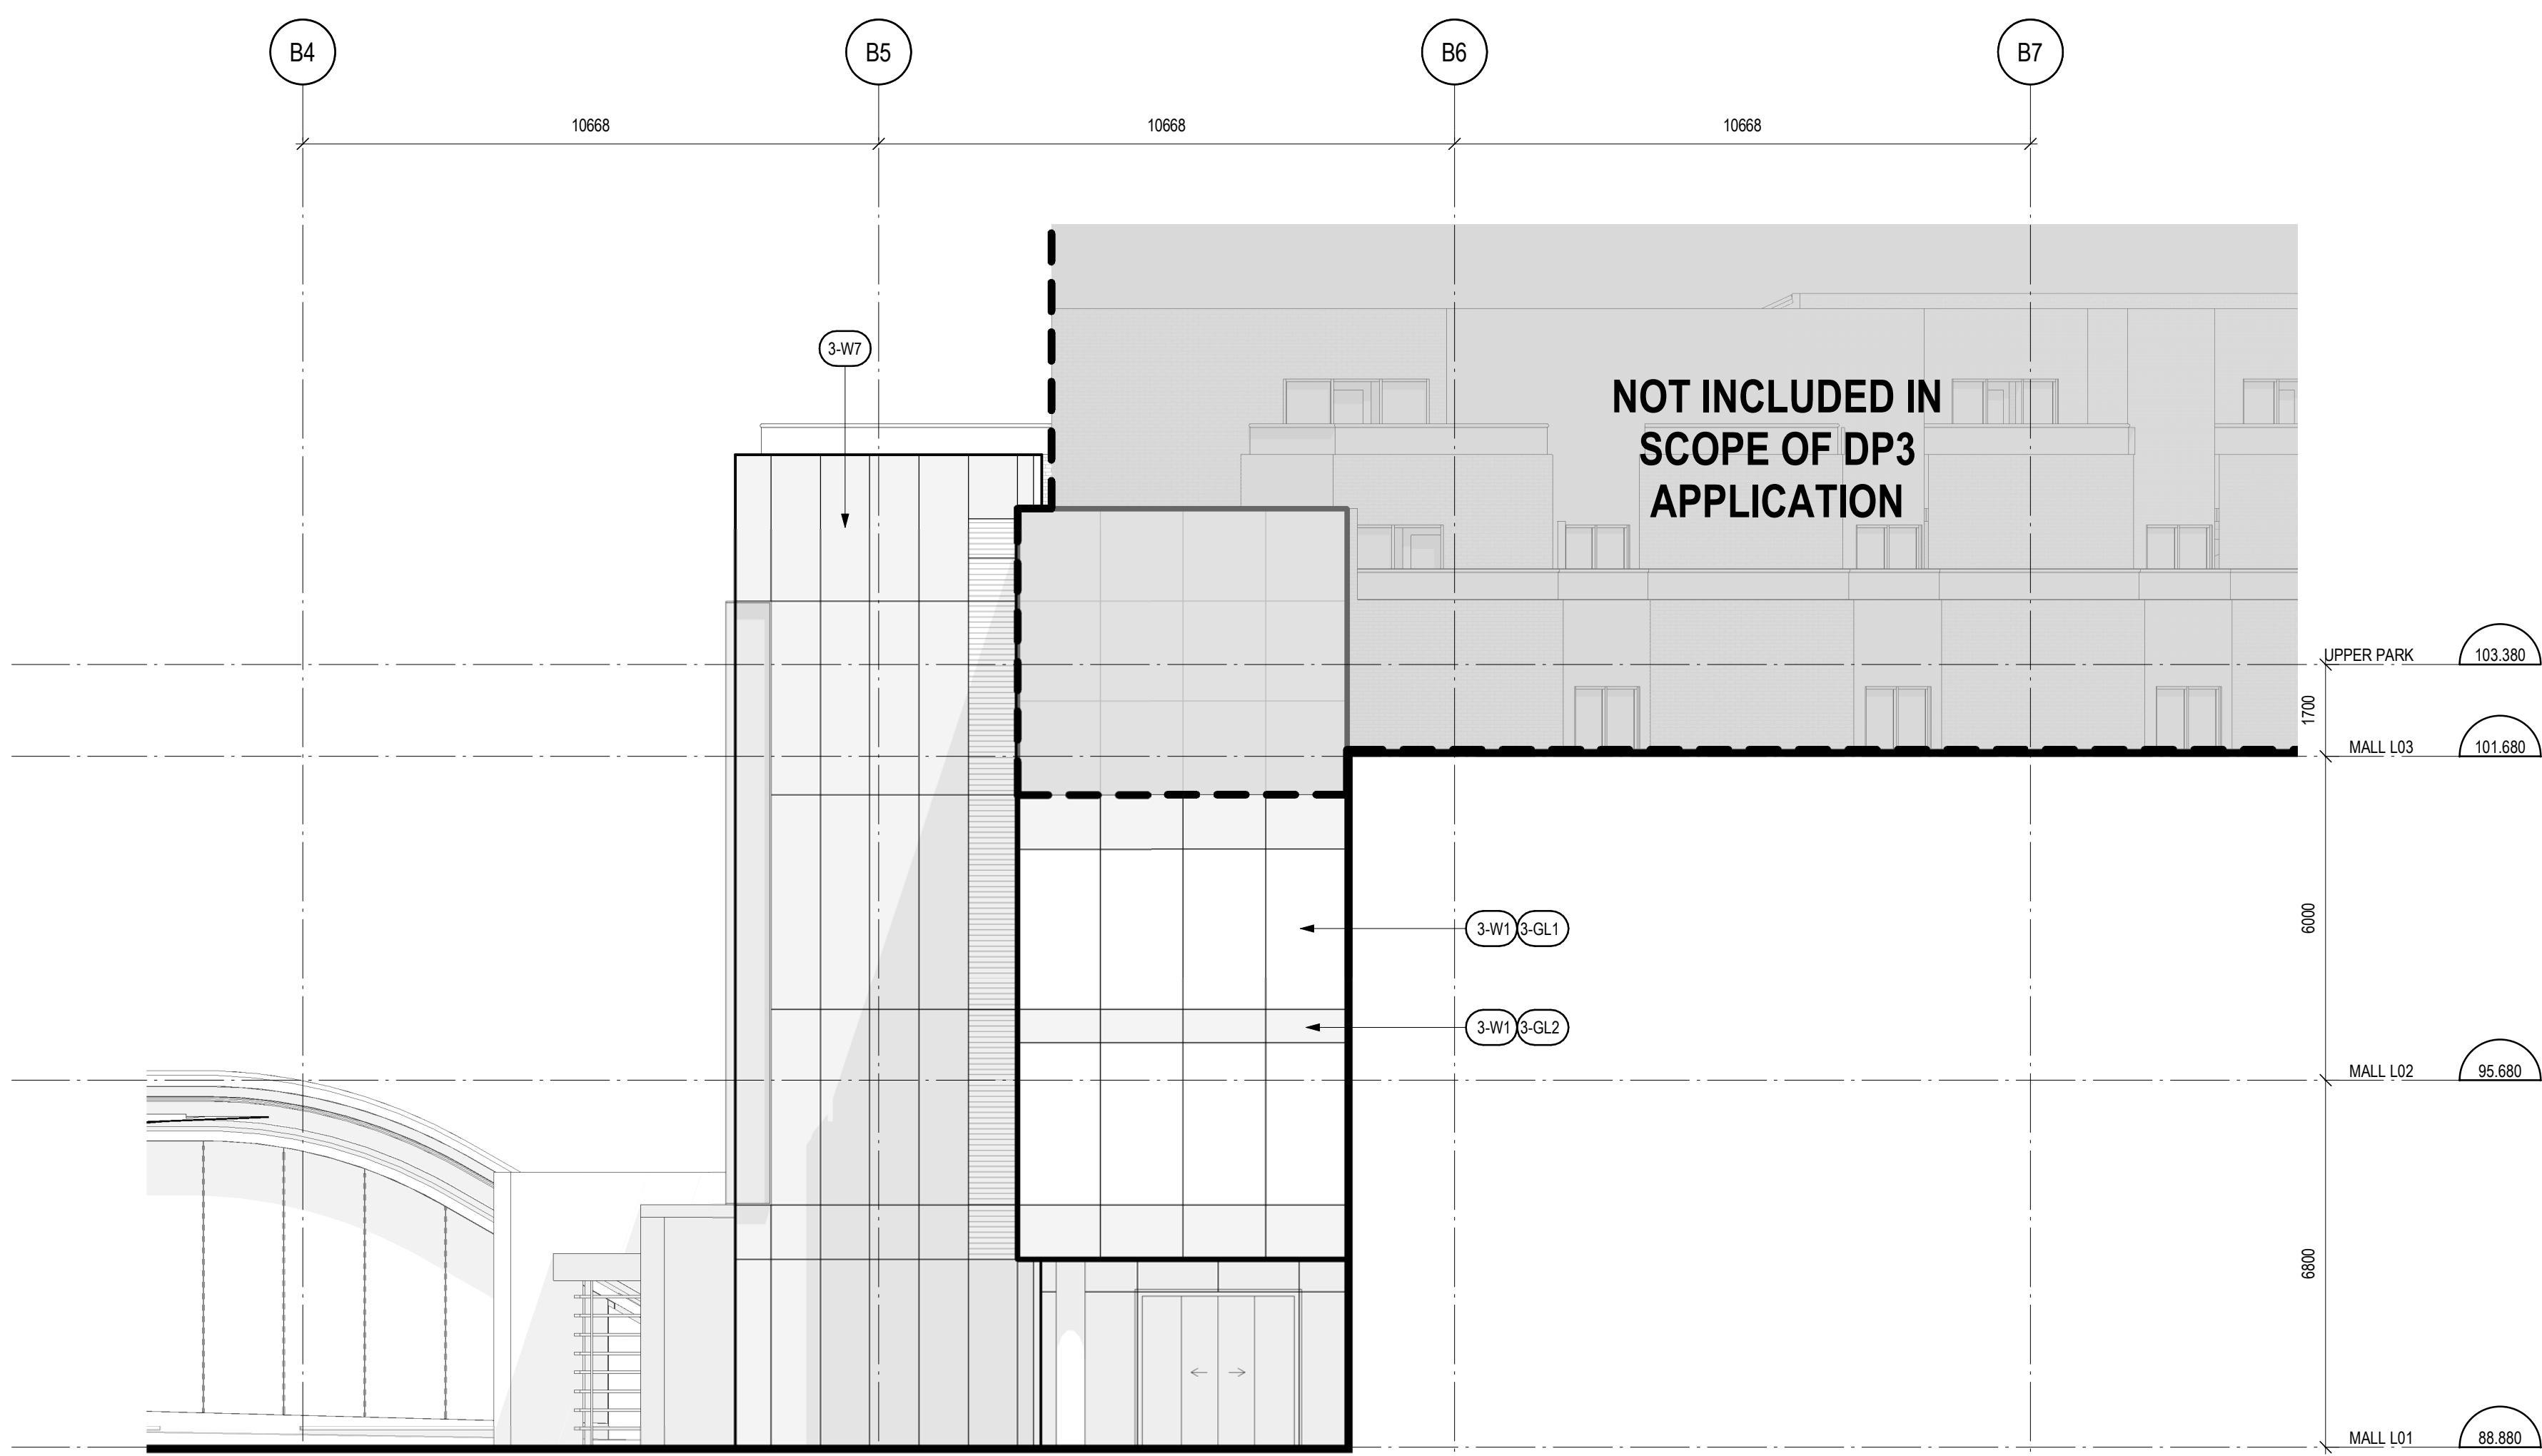 B4
B5
B6
B7
10668
10668
10668
3-W7
NOT INCLUDED IN
SCOPE OF DP3
APPLICATION
UPPER PARK
103.380
1700
MALL L03
101.680
6000
3-W1
3-GL1
3-W1
3-GL2
MALL L02
95.680
6800
MALL L01
88.880